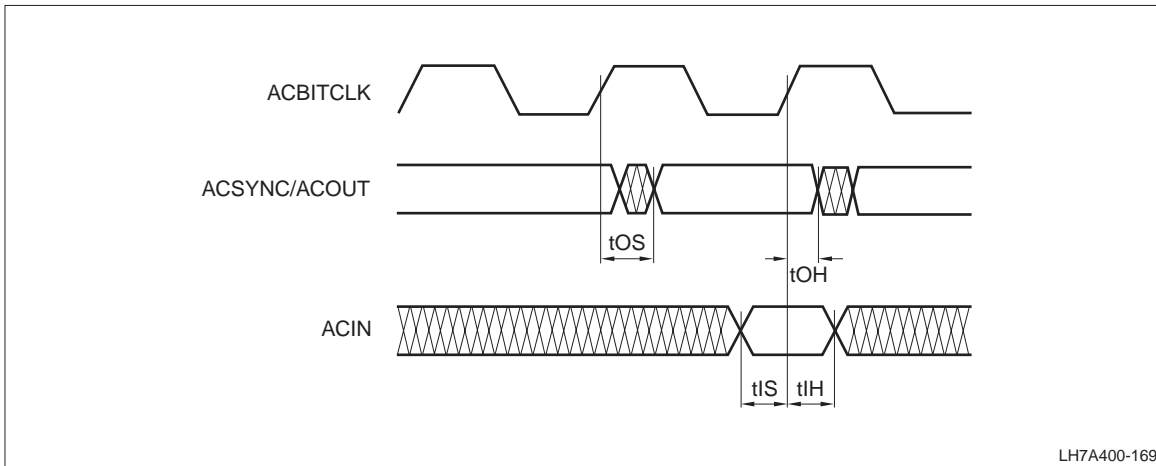 ACBITCLK
ACSYNC/ACOUT
tOS
tOH
ACIN
tIS
tIH
LH7A400-169